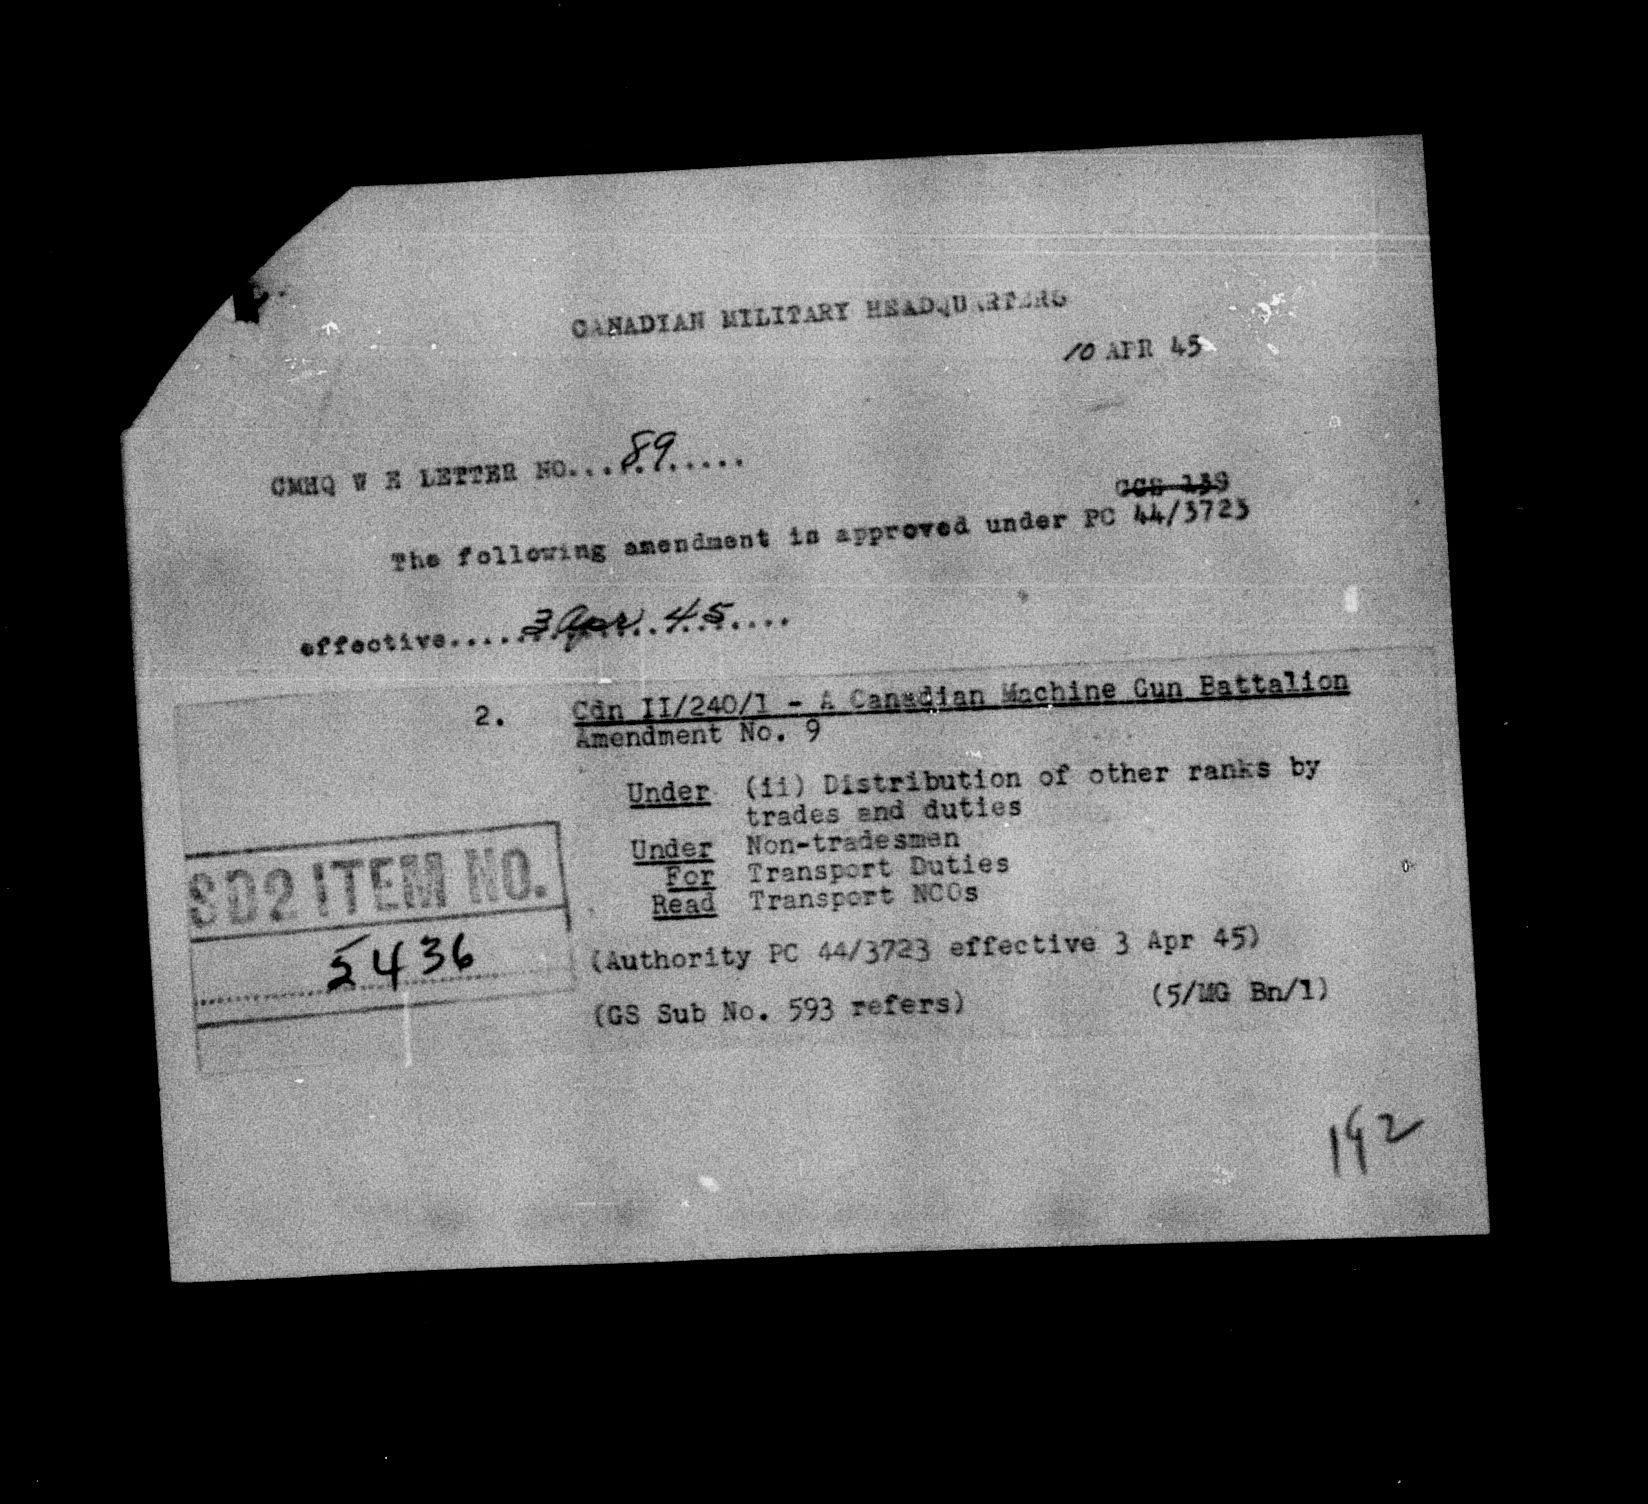 CANADIAN MILITARY HEADQUARTERS
10 APR 45
CMHQ W E LETTER NO....89......
GGS 139
The following amendment is approved under PC 44/3723
effective.....3 Apr. 45....
2. Cdn II/240/1 - A Canadian Machine Gun Battalion
Amendment No. 9
Under (ii) Distribution of other ranks by
trades and duties
Under Non-tradesmen
For Transport Duties
Read Transport NCOs
SD2 ITEM NO.
5436
(Authority PC 44/3723 effective 3 Apr 45)
(GS Sub No. 593 refers) (5/MG Bn/1)
192